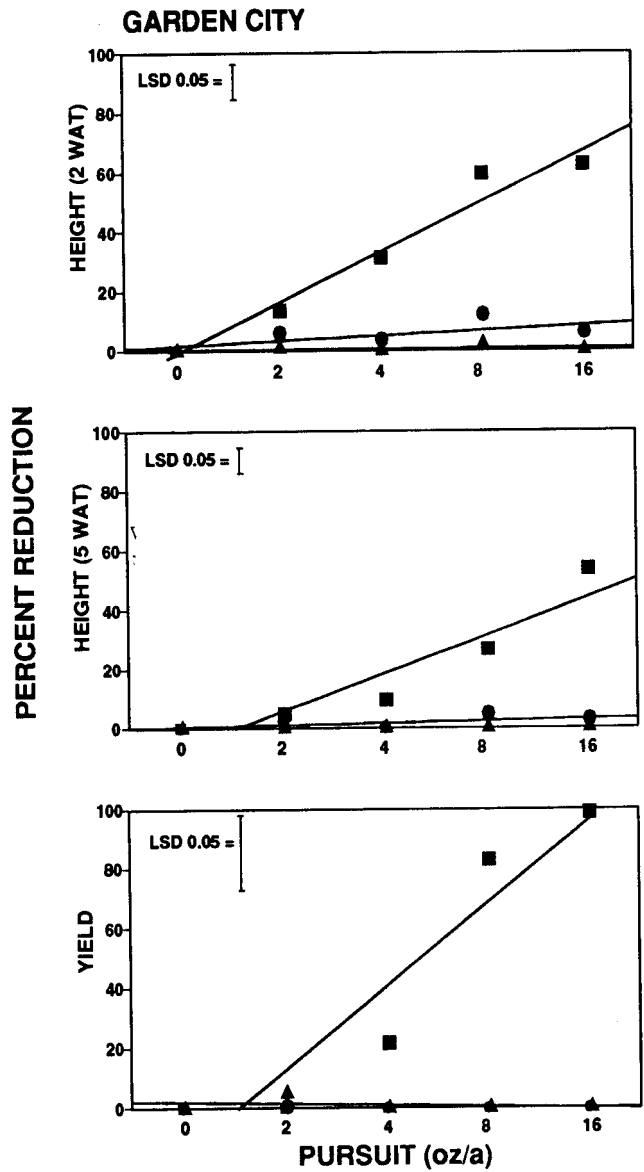 GARDEN CITY
PERCENT REDUCTION
HEIGHT (2 WAT)
100
80
60
40
20
0
LSD 0.05 =
0 2 4 8 16
HEIGHT (5 WAT)
100
80
60
40
20
0
LSD 0.05 =
0 2 4 8 16
YIELD
100
80
60
40
20
0
LSD 0.05 =
0 2 4 8 16
PURSUIT (oz/a)